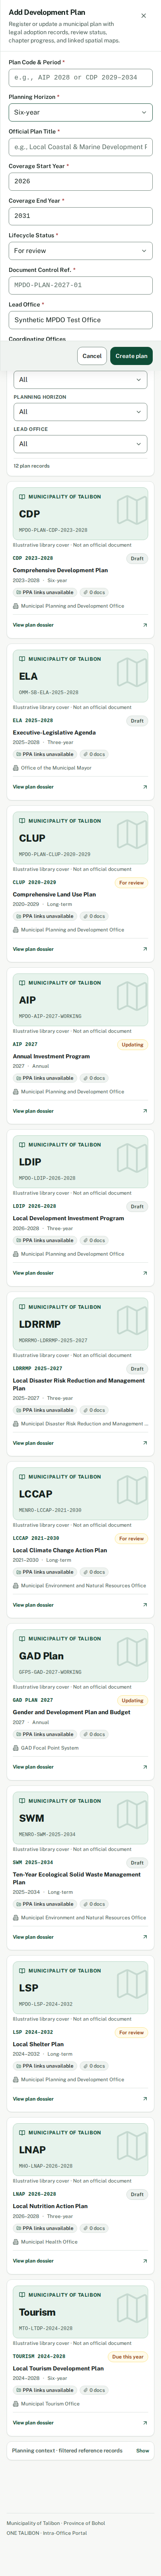 Add Development Plan
Register or update a municipal plan with
legal adoption records, review status,
chapter progress, and linked spatial maps.
Plan Code & Period *
e.g., AIP 2028 or CDP 2029-2034
Planning Horizon *
Six-year
Official Plan Title *
e.g., Local Coastal & Marine Development F
Coverage Start Year *
2026
Coverage End Year *
2031
Lifecycle Status *
For review
Document Control Ref. *
MPDO-PLAN-2027-01
Lead Office *
Synthetic MPDO Test Office
Coordinating Offices
Cancel
Create plan
All
PLANNING HORIZON
All
LEAD OFFICE
All
12 plan records
MUNICIPALITY OF TALIBON
CDP
MPDO-PLAN-CDP-2023-2028
Illustrative library cover · Not an official document
CDP 2023-2028
Draft
Comprehensive Development Plan
2023–2028 · Six-year
PPA links unavailable
0 docs
Municipal Planning and Development Office
View plan dossier
MUNICIPALITY OF TALIBON
ELA
OMM-SB-ELA-2025-2028
Illustrative library cover · Not an official document
ELA 2025-2028
Draft
Executive-Legislative Agenda
2025–2028 · Three-year
PPA links unavailable
0 docs
Office of the Municipal Mayor
View plan dossier
MUNICIPALITY OF TALIBON
CLUP
MPDO-PLAN-CLUP-2020-2029
Illustrative library cover · Not an official document
CLUP 2020-2029
For review
Comprehensive Land Use Plan
2020–2029 · Long-term
PPA links unavailable
0 docs
Municipal Planning and Development Office
View plan dossier
MUNICIPALITY OF TALIBON
AIP
MPDO-AIP-2027-WORKING
Illustrative library cover · Not an official document
AIP 2027
Updating
Annual Investment Program
2027 · Annual
PPA links unavailable
0 docs
Municipal Planning and Development Office
View plan dossier
MUNICIPALITY OF TALIBON
LDIP
MPDO-LDIP-2026-2028
Illustrative library cover · Not an official document
LDIP 2026-2028
Draft
Local Development Investment Program
2026–2028 · Three-year
PPA links unavailable
0 docs
Municipal Planning and Development Office
View plan dossier
MUNICIPALITY OF TALIBON
LDRRMP
MDRRMO-LDRRMP-2025-2027
Illustrative library cover · Not an official document
LDRRMP 2025-2027
Draft
Local Disaster Risk Reduction and Management
Plan
2025–2027 · Three-year
PPA links unavailable
0 docs
Municipal Disaster Risk Reduction and Management ...
View plan dossier
MUNICIPALITY OF TALIBON
LCCAP
MENRO-LCCAP-2021-2030
Illustrative library cover · Not an official document
LCCAP 2021-2030
For review
Local Climate Change Action Plan
2021–2030 · Long-term
PPA links unavailable
0 docs
Municipal Environment and Natural Resources Office
View plan dossier
MUNICIPALITY OF TALIBON
GAD Plan
GFPS-GAD-2027-WORKING
Illustrative library cover · Not an official document
GAD PLAN 2027
Updating
Gender and Development Plan and Budget
2027 · Annual
PPA links unavailable
0 docs
GAD Focal Point System
View plan dossier
MUNICIPALITY OF TALIBON
SWM
MENRO-SWM-2025-2034
Illustrative library cover · Not an official document
SWM 2025-2034
Draft
Ten-Year Ecological Solid Waste Management
Plan
2025–2034 · Long-term
PPA links unavailable
0 docs
Municipal Environment and Natural Resources Office
View plan dossier
MUNICIPALITY OF TALIBON
LSP
MPDO-LSP-2024-2032
Illustrative library cover · Not an official document
LSP 2024-2032
For review
Local Shelter Plan
2024–2032 · Long-term
PPA links unavailable
0 docs
Municipal Planning and Development Office
View plan dossier
MUNICIPALITY OF TALIBON
LNAP
MHO-LNAP-2026-2028
Illustrative library cover · Not an official document
LNAP 2026-2028
Draft
Local Nutrition Action Plan
2026–2028 · Three-year
PPA links unavailable
0 docs
Municipal Health Office
View plan dossier
MUNICIPALITY OF TALIBON
Tourism
MTO-LTDP-2024-2028
Illustrative library cover · Not an official document
TOURISM 2024-2028
Due this year
Local Tourism Development Plan
2024–2028 · Six-year
PPA links unavailable
0 docs
Municipal Tourism Office
View plan dossier
Planning context · filtered reference records
Show
Municipality of Talibon · Province of Bohol
ONE TALIBON · Intra-Office Portal